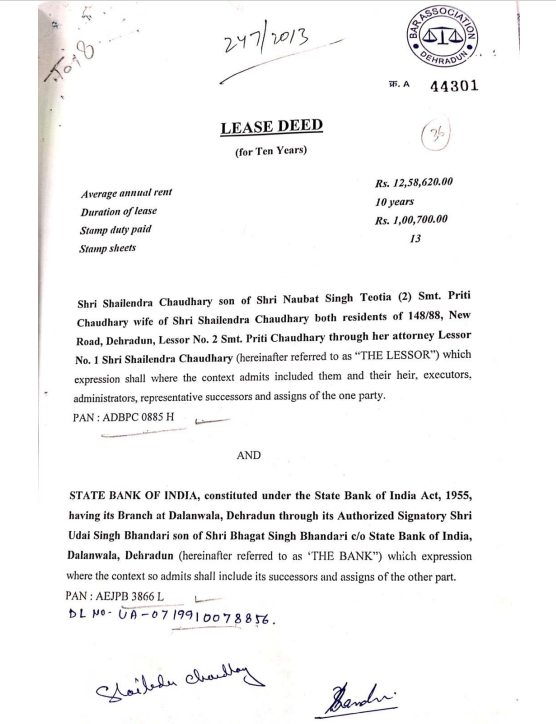 247/2013
BAR ASSOCIATION
DEHRADUN
क्र. A 44301
LEASE DEED
36
(for Ten Years)
Average annual rent Rs. 12,58,620.00
Duration of lease 10 years
Stamp duty paid Rs. 1,00,700.00
Stamp sheets 13
Shri Shailendra Chaudhary son of Shri Naubat Singh Teotia (2) Smt. Priti
Chaudhary wife of Shri Shailendra Chaudhary both residents of 148/88, New
Road, Dehradun, Lessor No. 2 Smt. Priti Chaudhary through her attorney Lessor
No. 1 Shri Shailendra Chaudhary (hereinafter referred to as “THE LESSOR”) which
expression shall where the context admits included them and their heir, executors,
administrators, representative successors and assigns of the one party.
PAN : ADBPC 0885 H
AND
STATE BANK OF INDIA, constituted under the State Bank of India Act, 1955,
having its Branch at Dalanwala, Dehradun through its Authorized Signatory Shri
Udai Singh Bhandari son of Shri Bhagat Singh Bhandari c/o State Bank of India,
Dalanwala, Dehradun (hereinafter referred to as ‘THE BANK”) which expression
where the context so admits shall include its successors and assigns of the other part.
PAN : AEJPB 3866 L
DL NO- UA-0719910078856.